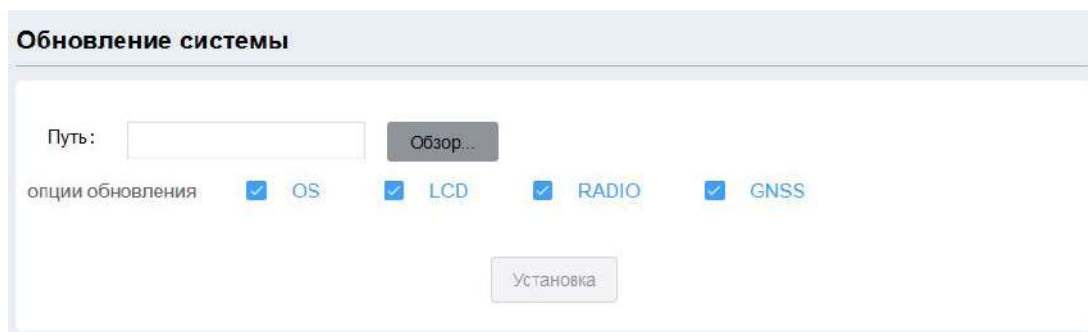 Обновление системы
Путь: Обзор...
опции обновления OS LCD RADIO GNSS
Установка